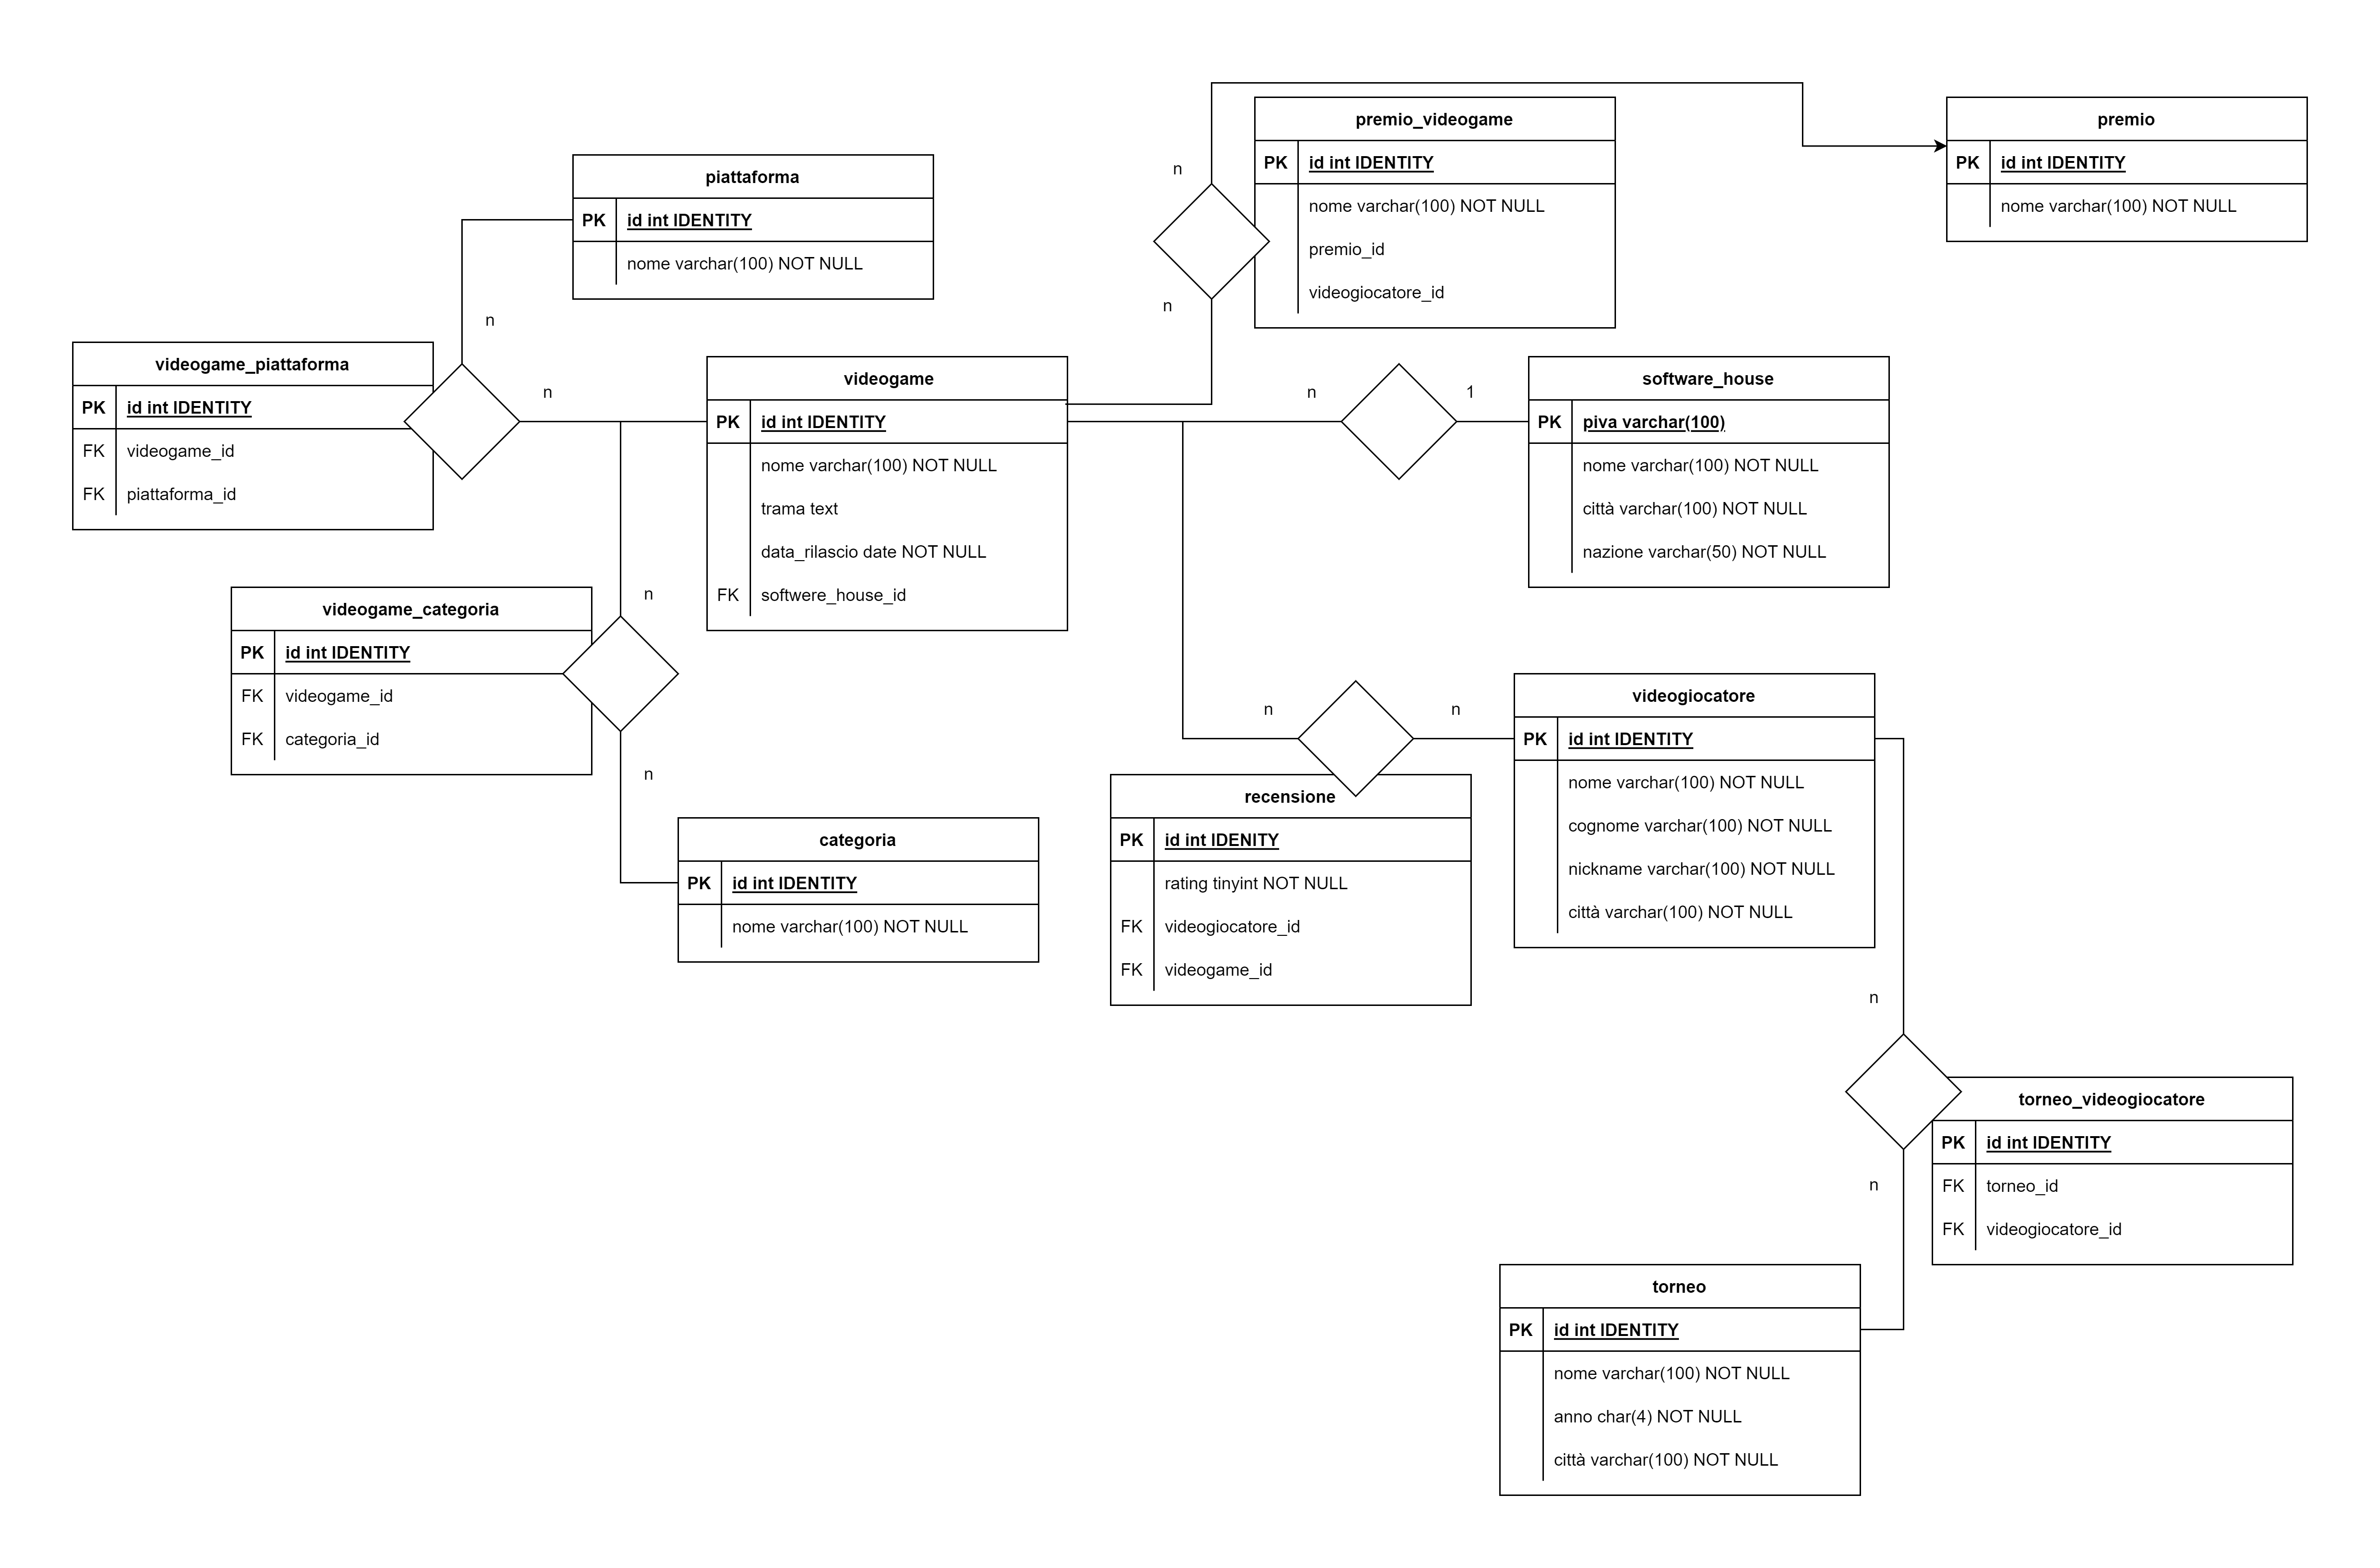 premio_videogame
PK id int IDENTITY
nome varchar(100) NOT NULL
premio_id
videogiocatore_id
premio
PK id int IDENTITY
nome varchar(100) NOT NULL
n
n
piattaforma
PK id int IDENTITY
nome varchar(100) NOT NULL
n
n
videogame_piattaforma
PK id int IDENTITY
FK videogame_id
FK piattaforma_id
videogame
PK id int IDENTITY
nome varchar(100) NOT NULL
trama text
data_rilascio date NOT NULL
FK softwere_house_id
n
1
software_house
PK piva varchar(100)
nome varchar(100) NOT NULL
città varchar(100) NOT NULL
nazione varchar(50) NOT NULL
videogame_categoria
PK id int IDENTITY
FK videogame_id
FK categoria_id
n
n
categoria
PK id int IDENTITY
nome varchar(100) NOT NULL
n
n
recensione
PK id int IDENITY
rating tinyint NOT NULL
FK videogiocatore_id
FK videogame_id
videogiocatore
PK id int IDENTITY
nome varchar(100) NOT NULL
cognome varchar(100) NOT NULL
nickname varchar(100) NOT NULL
città varchar(100) NOT NULL
n
n
torneo_videogiocatore
PK id int IDENTITY
FK torneo_id
FK videogiocatore_id
torneo
PK id int IDENTITY
nome varchar(100) NOT NULL
anno char(4) NOT NULL
città varchar(100) NOT NULL